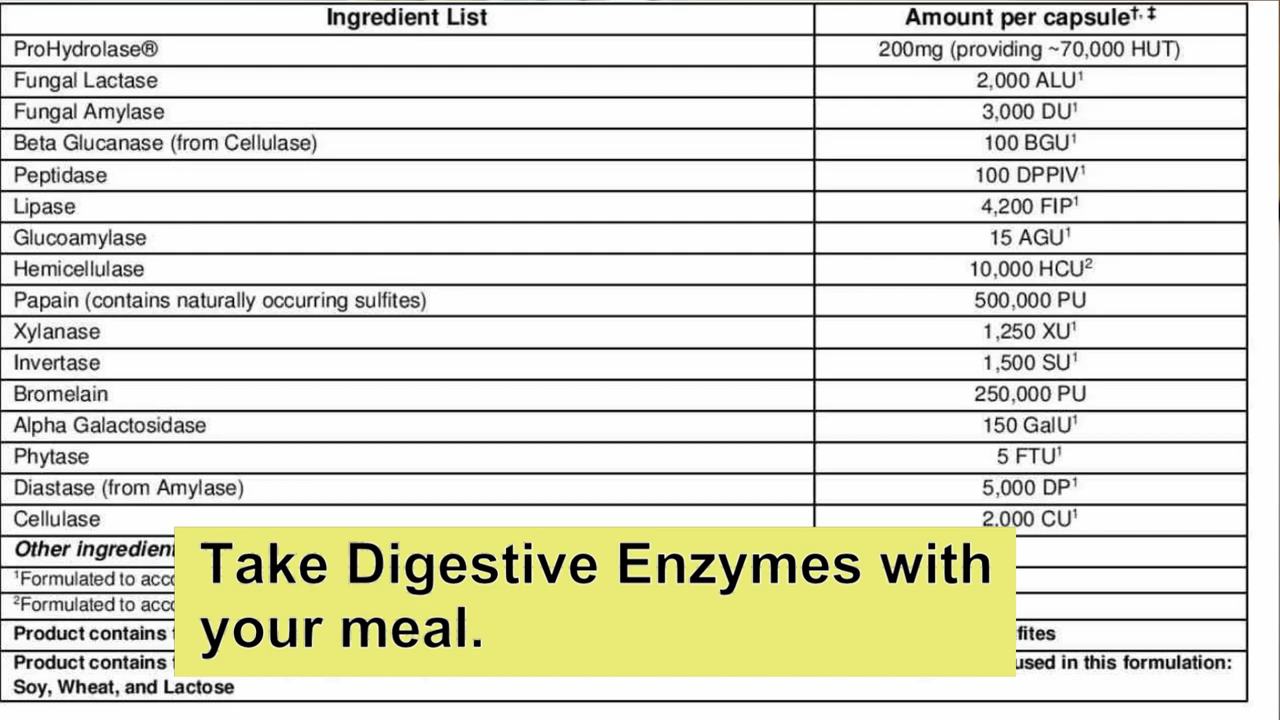 Ingredient List Amount per capsule†, ‡
ProHydrolase® 200mg (providing ~70,000 HUT)
Fungal Lactase 2,000 ALU¹
Fungal Amylase 3,000 DU¹
Beta Glucanase (from Cellulase) 100 BGU¹
Peptidase 100 DPPIV¹
Lipase 4,200 FIP¹
Glucoamylase 15 AGU¹
Hemicellulase 10,000 HCU²
Papain (contains naturally occurring sulfites) 500,000 PU
Xylanase 1,250 XU¹
Invertase 1,500 SU¹
Bromelain 250,000 PU
Alpha Galactosidase 150 GalU¹
Phytase 5 FTU¹
Diastase (from Amylase) 5,000 DP¹
Cellulase 2,000 CU¹
Other
¹Formulated to
²Formulated to
Product contains
Product contains used in this formulation:
Soy, Wheat, and Lactose
Take Digestive Enzymes with
your meal.